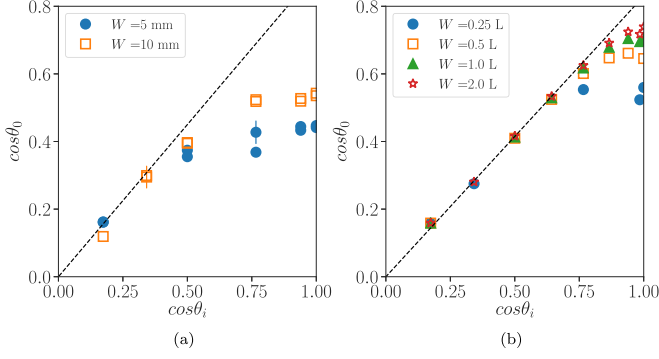 0.8
0.6
0.4
0.2
0.0
cosθ₀
W =5 mm
W =10 mm
0.00 0.25 0.50 0.75 1.00
cosθᵢ
(a)
0.8
0.6
0.4
0.2
0.0
cosθ₀
W =0.25 L
W =0.5 L
W =1.0 L
W =2.0 L
0.00 0.25 0.50 0.75 1.00
cosθᵢ
(b)